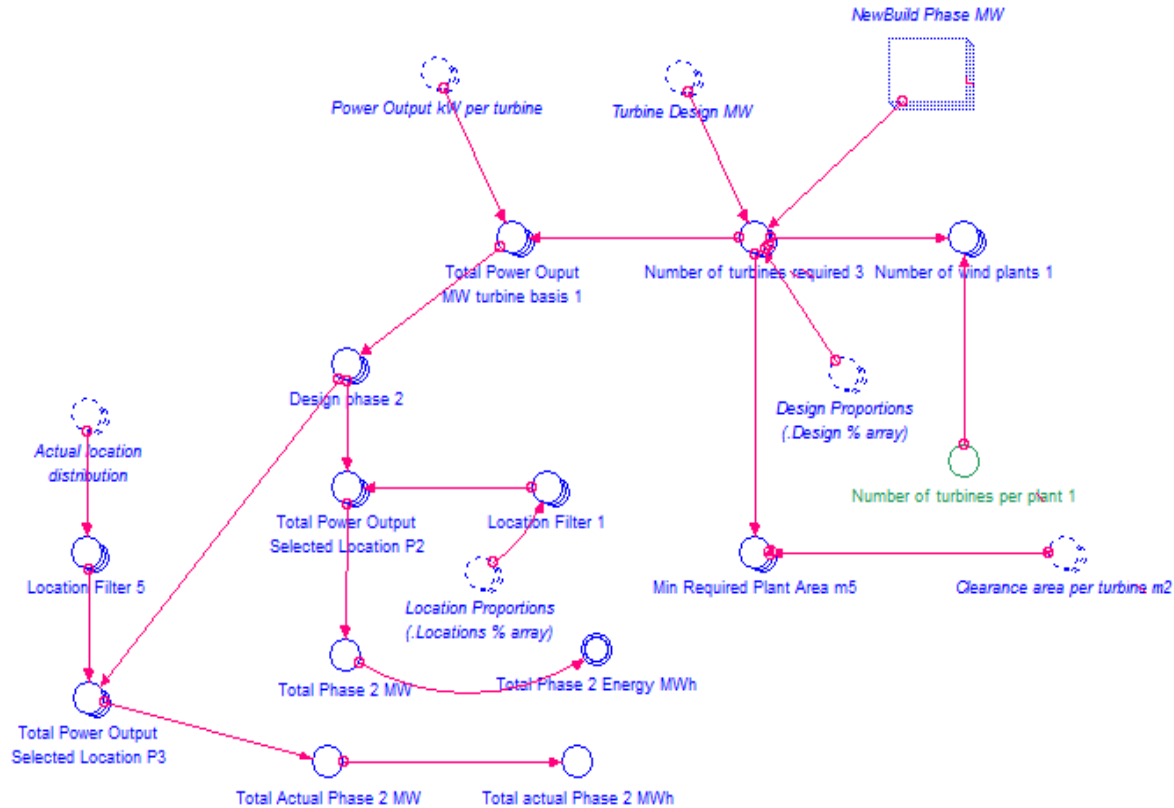 NewBuild Phase MW
Power Output kW per turbine
Turbine Design MW
Total Power Ouput
MW turbine basis 1
Number of turbines required 3
Number of wind plants 1
Design phase 2
Design Proportions
(.Design % array)
Actual location
distribution
Number of turbines per plant 1
Total Power Output
Selected Location P2
Location Filter 1
Location Filter 5
Location Proportions
(.Locations % array)
Min Required Plant Area m5
Clearance area per turbine m2
Total Phase 2 MW
Total Phase 2 Energy MWh
Total Power Output
Selected Location P3
Total Actual Phase 2 MW
Total actual Phase 2 MWh